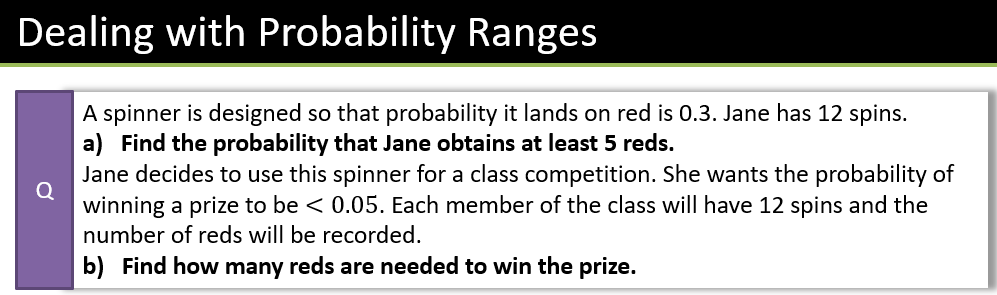 Dealing with Probability Ranges
A spinner is designed so that probability it lands on red is 0.3. Jane has 12 spins.
a) Find the probability that Jane obtains at least 5 reds.
Jane decides to use this spinner for a class competition. She wants the probability of
Q
winning a prize to be < 0.05. Each member of the class will have 12 spins and the
number of reds will be recorded.
b) Find how many reds are needed to win the prize.